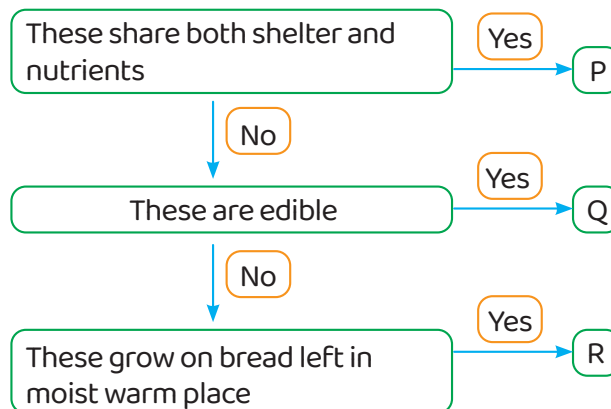 These share both shelter and
nutrients
Yes
P
No
These are edible
Yes
Q
No
These grow on bread left in
moist warm place
Yes
R